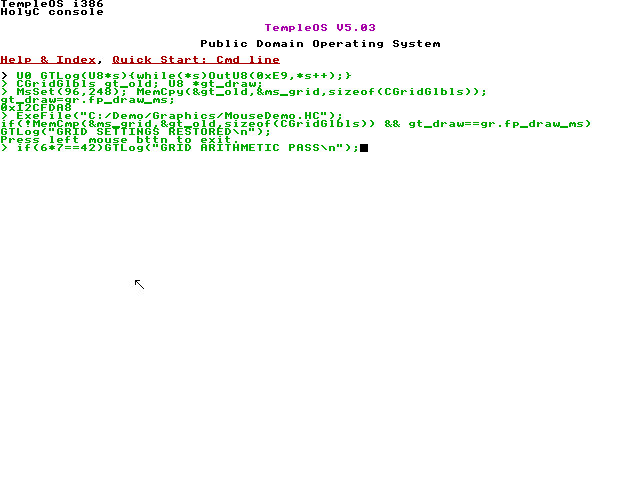 TempleOS i386
HolyC console
TempleOS V5.03
Public Domain Operating System
Help & Index, Quick Start: Cmd line
> U0 GTLog(U8*s){while(*s)OutU8(0xE9,*s++);}
> CGridGlbls gt_old; U8 *gt_draw;
> MsSet(96,248); MemCpy(&gt_old,&ms_grid,sizeof(CGridGlbls));
gt_draw=gr.fp_draw_ms;
0x12CFDA8
> ExeFile("C:/Demo/Graphics/MouseDemo.HC");
if(!MemCmp(&ms_grid,&gt_old,sizeof(CGridGlbls)) && gt_draw==gr.fp_draw_ms)
GTLog("GRID SETTINGS RESTORED\n");
Press left mouse bttn to exit.
> if(6*7==42)GTLog("GRID ARITHMETIC PASS\n");